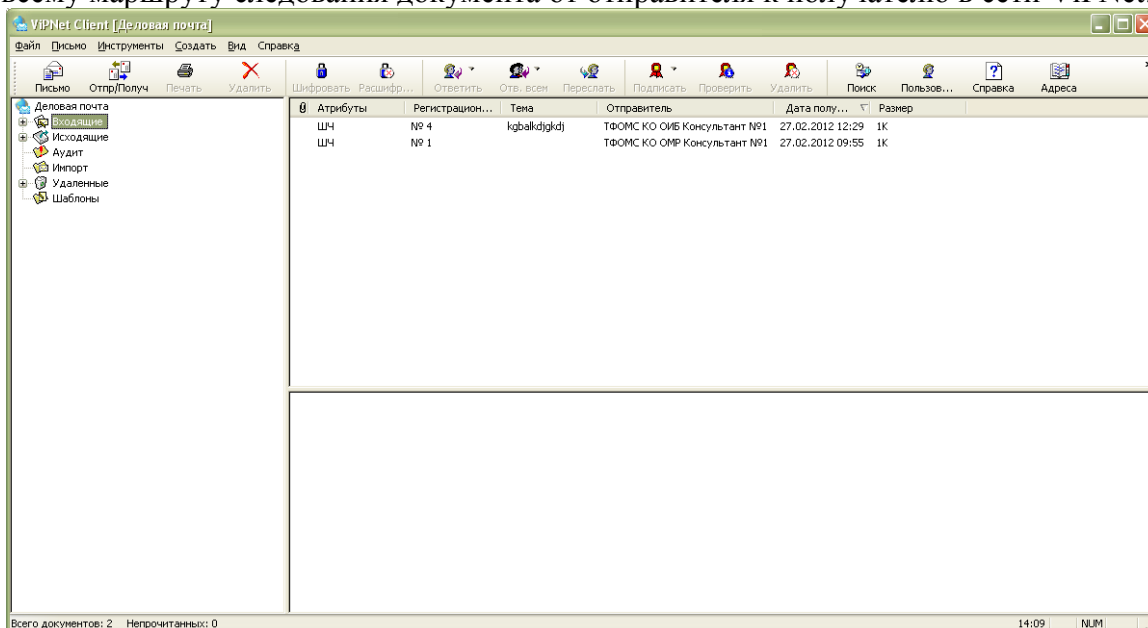 всему маршруту следования документа от отправителя к получателю в сети ViPNet.
ViPNet Client [Деловая почта]
Файл Письмо Инструменты Создать Вид Справка
Письмо Отпр/Получ Печать Удалить Шифровать Расшифр... Ответить Отв. всем Переслать Подписать Проверить Удалить Поиск Пользов... Справка Адреса
Деловая почта
Входящие
Исходящие
Аудит
Импорт
Удаленные
Шаблоны
Атрибуты Регистрацион... Тема Отправитель Дата полу... Размер
ШЧ № 4 kgbalkdjgkdj ТФОМС КО ОИБ Консультант №1 27.02.2012 12:29 1К
ШЧ № 1 ТФОМС КО ОМР Консультант №1 27.02.2012 09:55 1К
Всего документов: 2 Непрочитанных: 0 14:09 NUM